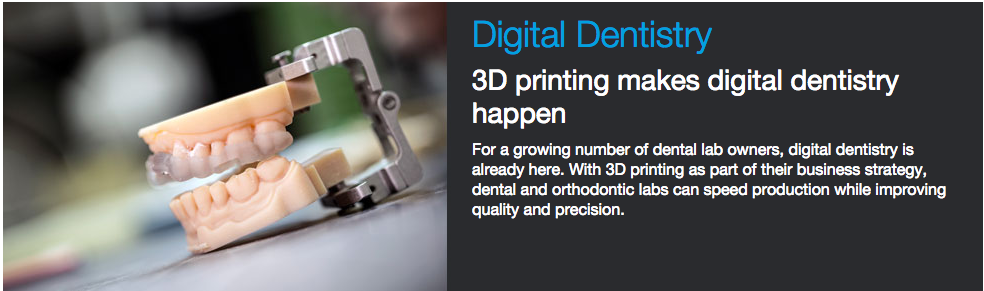 Digital Dentistry
3D printing makes digital dentistry
happen
For a growing number of dental lab owners, digital dentistry is
already here. With 3D printing as part of their business strategy,
dental and orthodontic labs can speed production while improving
quality and precision.